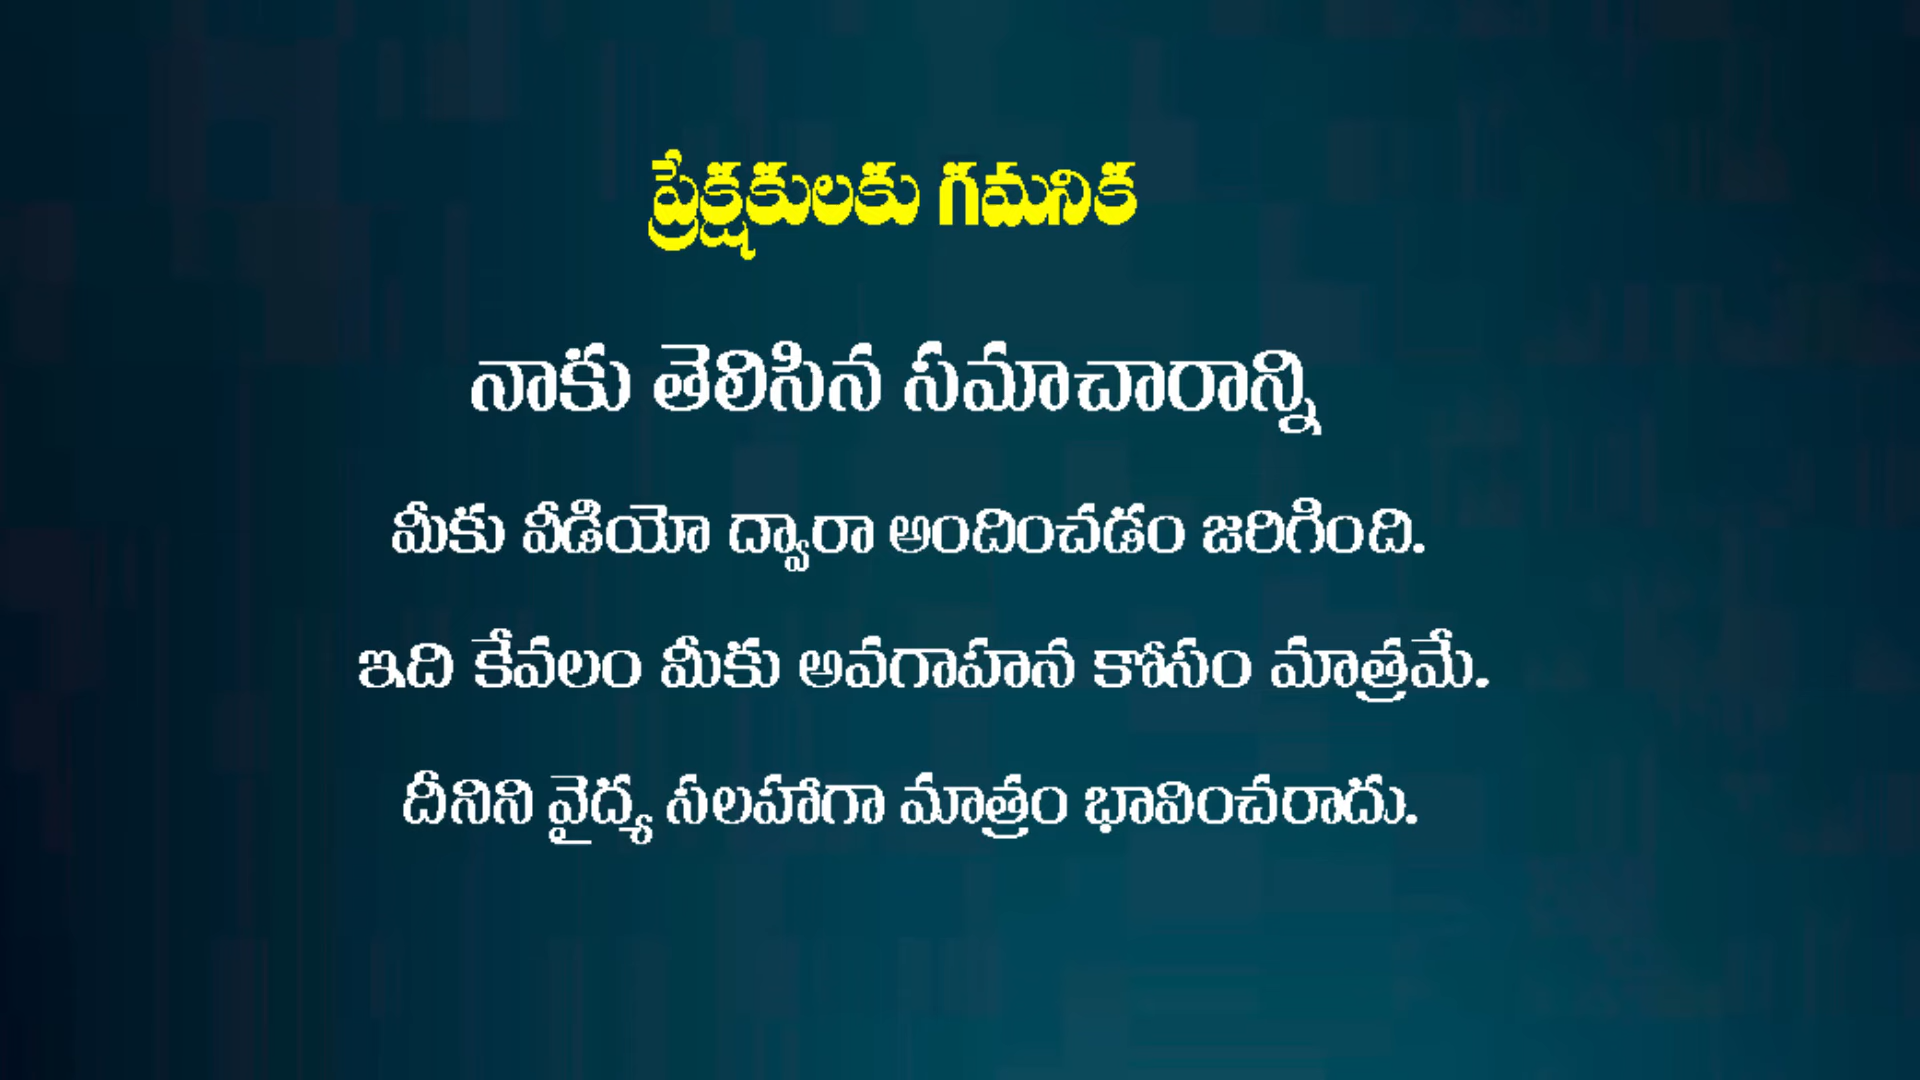 ప్రేక్షకులకు గమనిక
నాకు తెలిసిన సమాచారాన్ని
మీకు వీడియో ద్వారా అందించడం జరిగింది.
ఇది కేవలం మీకు అవగాహన కోసం మాత్రమే.
దీనిని వైద్య సలహాగా మాత్రం భావించరాదు.